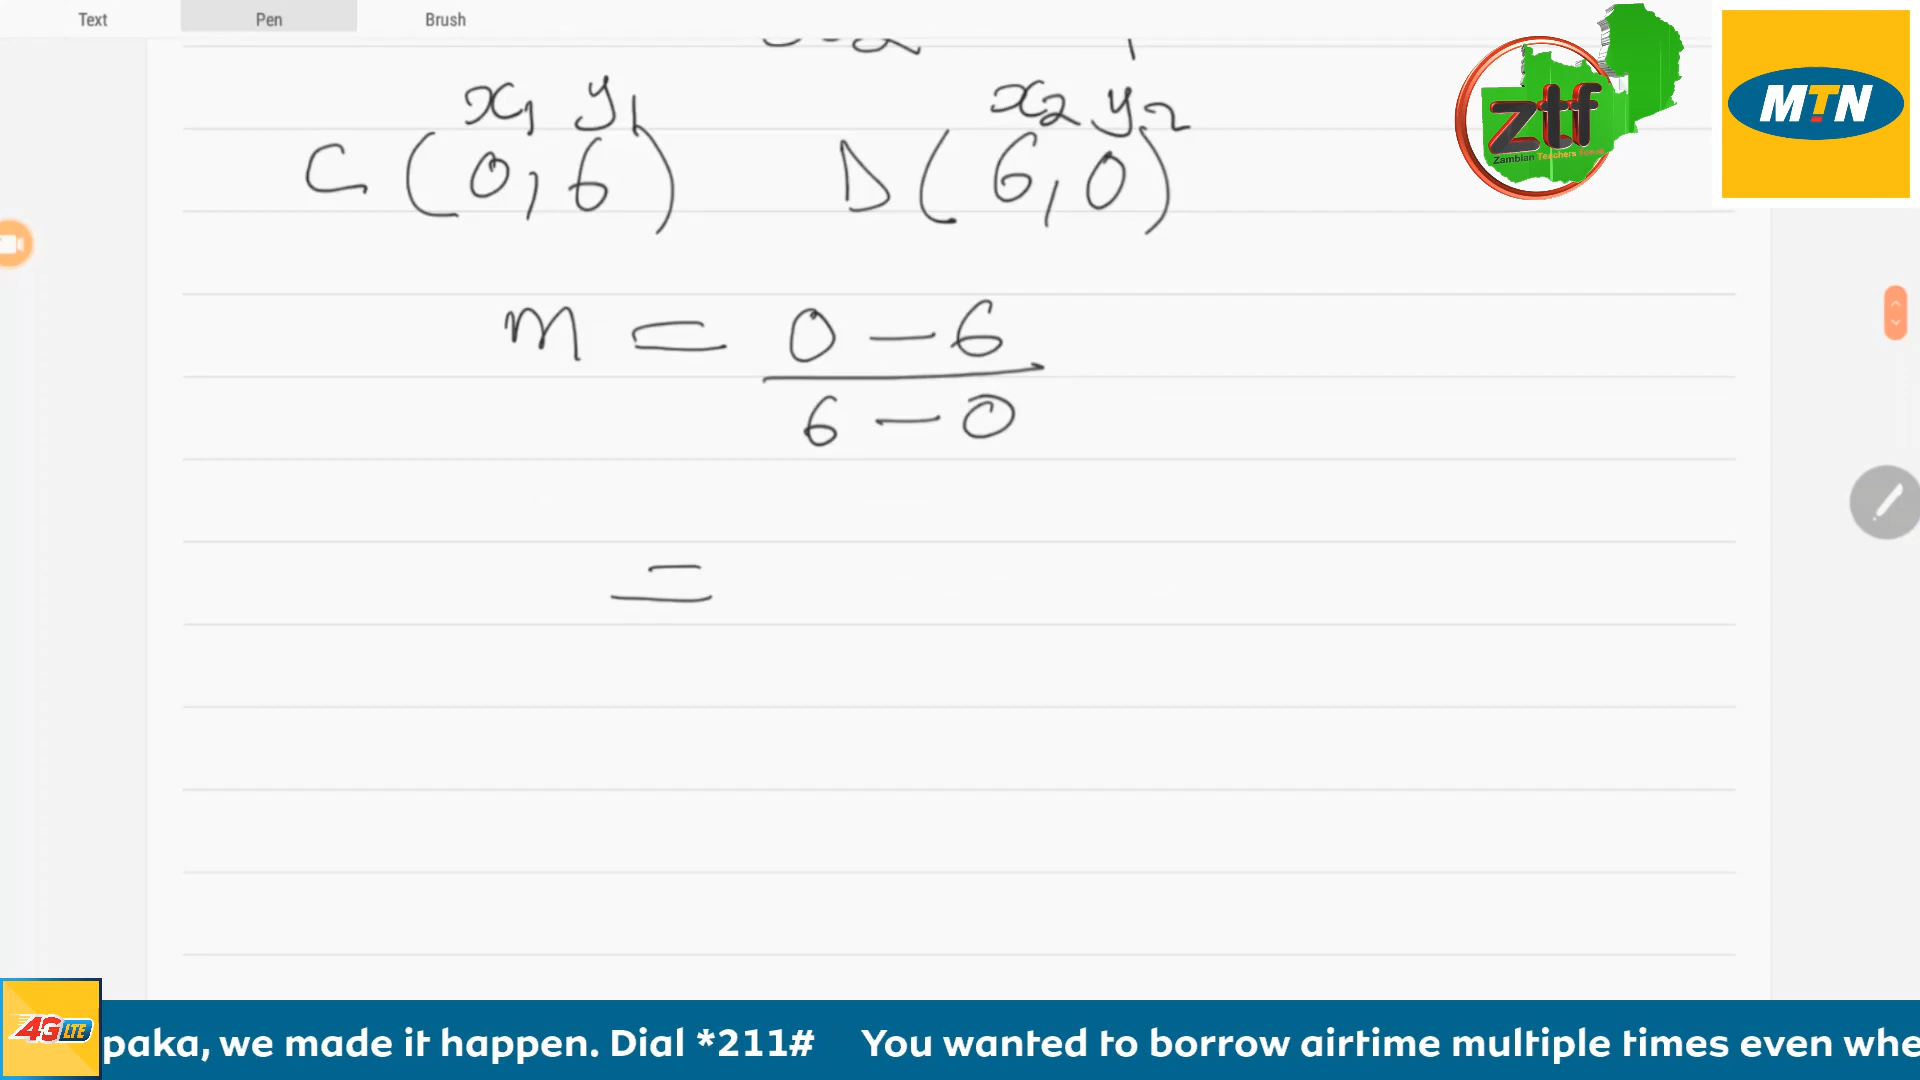 Text Pen Brush
x₁ y₁ x₂ y₂
C (0, 6) D (6, 0)
m = 0 - 6
6 - 0
=
ztf
Zambian Teachers
MTN
4G LTE
paka, we made it happen. Dial *211# You wanted to borrow airtime multiple times even whe